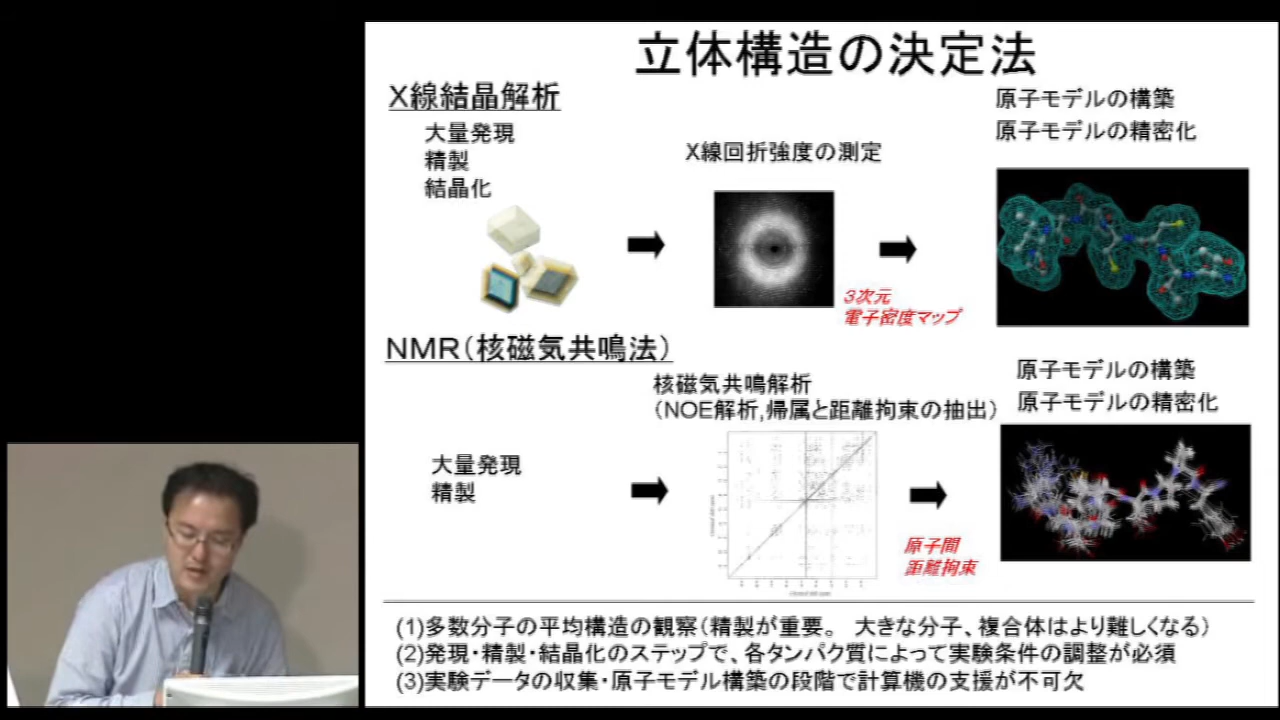 立体構造の決定法
X線結晶解析
大量発現
精製
結晶化
X線回折強度の測定
3次元
電子密度マップ
原子モデルの構築
原子モデルの精密化
NMR(核磁気共鳴法)
大量発現
精製
核磁気共鳴解析
(NOE解析,帰属と距離拘束の抽出)
原子間
距離拘束
原子モデルの構築
原子モデルの精密化
(1)多数分子の平均構造の観察(精製が重要。 大きな分子、複合体はより難しくなる)
(2)発現・精製・結晶化のステップで、各タンパク質によって実験条件の調整が必須
(3)実験データの収集・原子モデル構築の段階で計算機の支援が不可欠